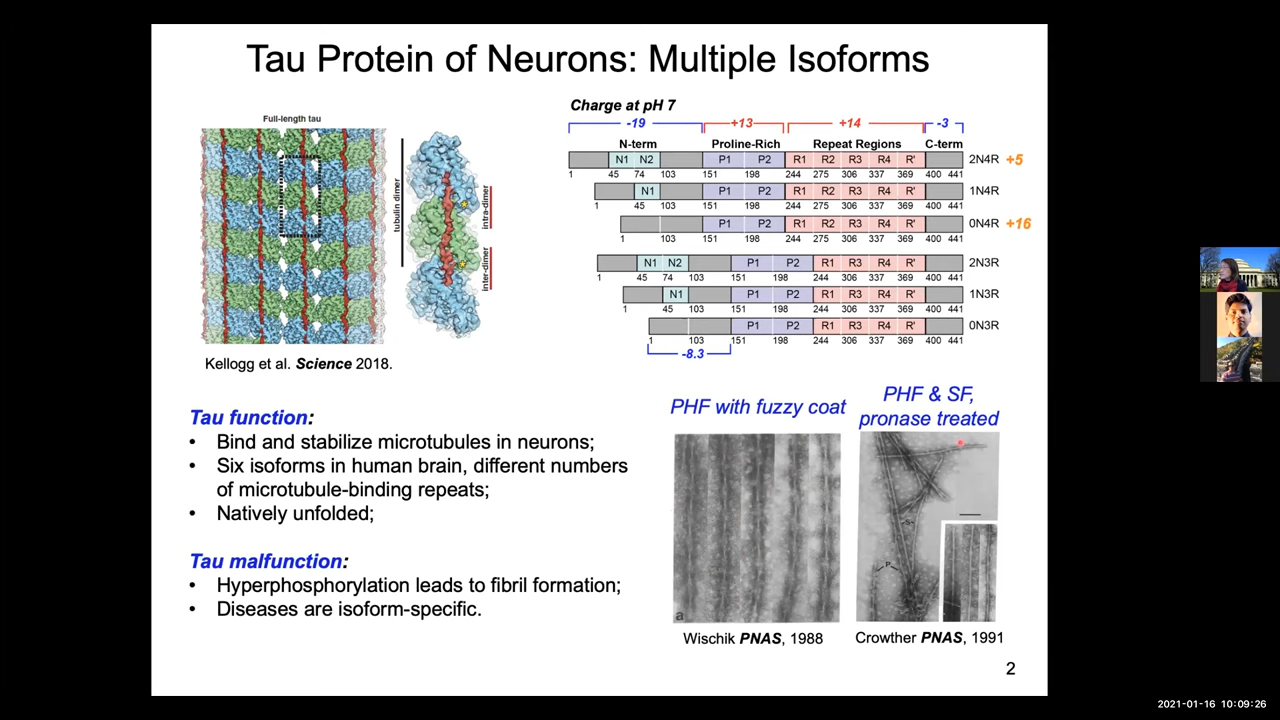 Tau Protein of Neurons: Multiple Isoforms
Full-length tau
tubulin dimer
intra-dimer
inter-dimer
Kellogg et al. Science 2018.
Charge at pH 7
-19 +13 +14 -3
N-term Proline-Rich Repeat Regions C-term
N1 N2 P1 P2 R1 R2 R3 R4 R' 2N4R +5
1 45 74 103 151 198 244 275 306 337 369 400 441
N1 P1 P2 R1 R2 R3 R4 R' 1N4R
1 45 103 151 198 244 275 306 337 369 400 441
P1 P2 R1 R2 R3 R4 R' 0N4R +16
1 103 151 198 244 275 306 337 369 400 441
N1 N2 P1 P2 R1 R3 R4 R' 2N3R
1 45 74 103 151 198 244 306 337 369 400 441
N1 P1 P2 R1 R3 R4 R' 1N3R
1 45 103 151 198 244 306 337 369 400 441
P1 P2 R1 R3 R4 R' 0N3R
1 103 151 198 244 306 337 369 400 441
-8.3
Tau function:
• Bind and stabilize microtubules in neurons;
• Six isoforms in human brain, different numbers
of microtubule-binding repeats;
• Natively unfolded;
Tau malfunction:
• Hyperphosphorylation leads to fibril formation;
• Diseases are isoform-specific.
PHF with fuzzy coat
a
Wischik PNAS, 1988
PHF & SF,
pronase treated
S
P
Crowther PNAS, 1991
2
2021-01-16 10:09:26